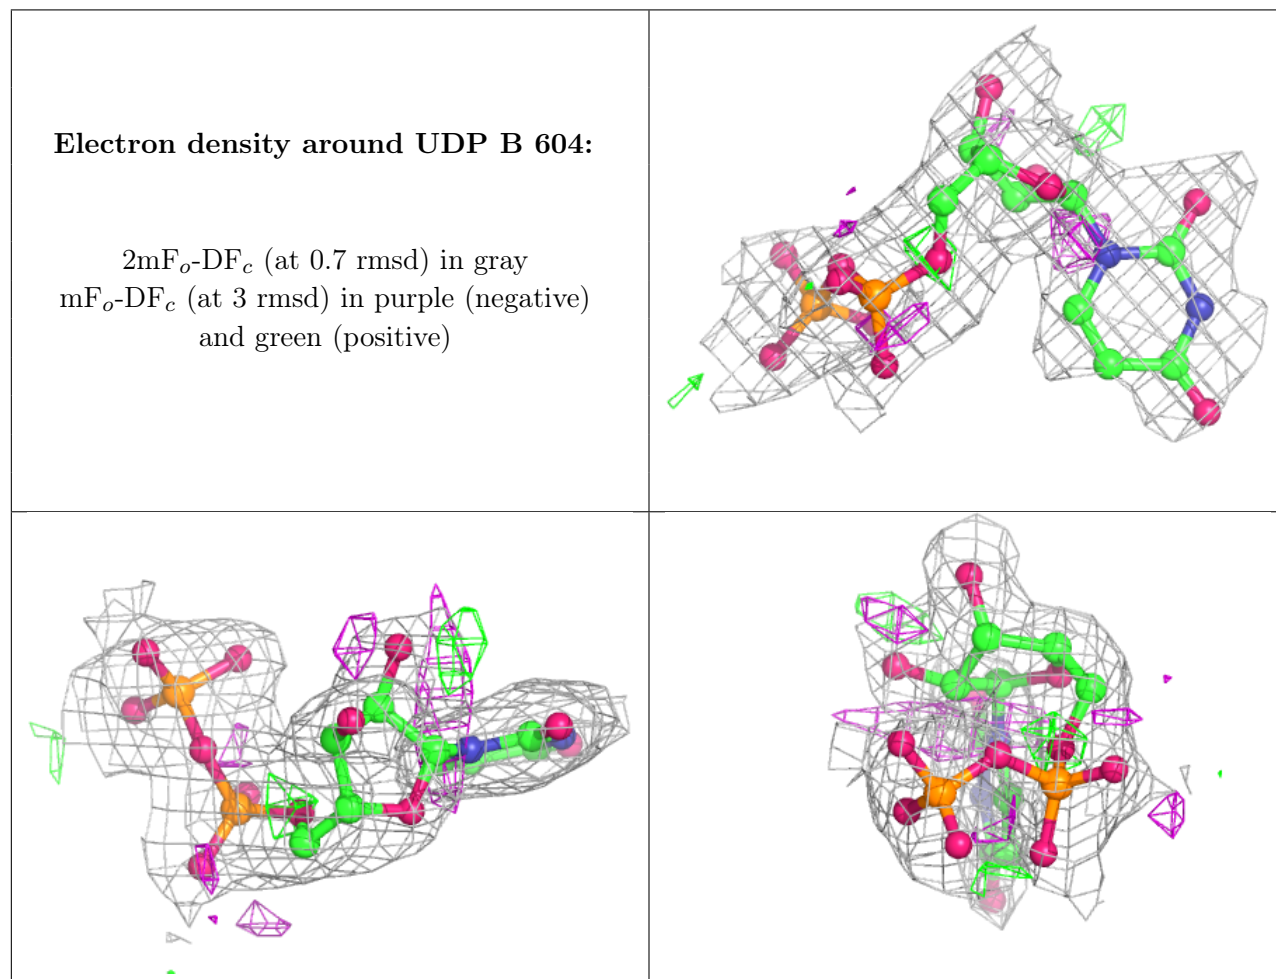 Electron density around UDP B 604:
2mFo-DFc (at 0.7 rmsd) in gray
mFo-DFc (at 3 rmsd) in purple (negative)
and green (positive)